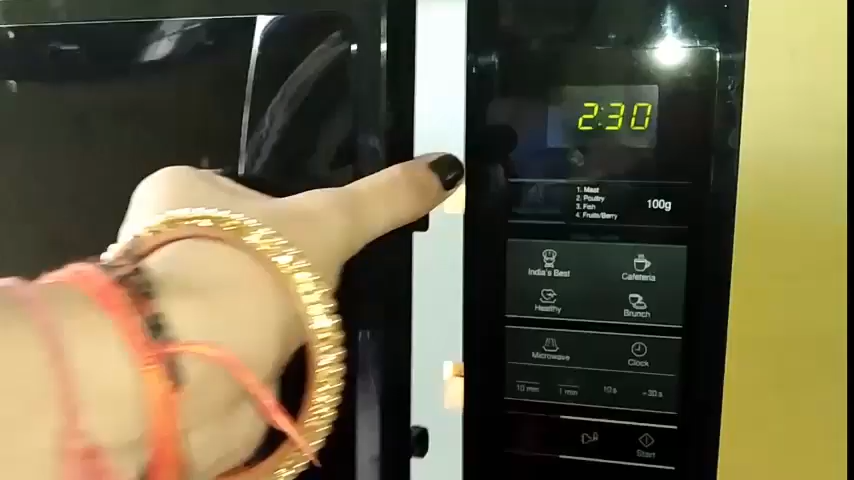 2:30
1. Meat
2. Poultry
3. Fish
4. Fruits/Berry
100g
India's Best
Cafeteria
Healthy
Brunch
Microwave
Clock
10 min 1 min 10 s +30s
Start